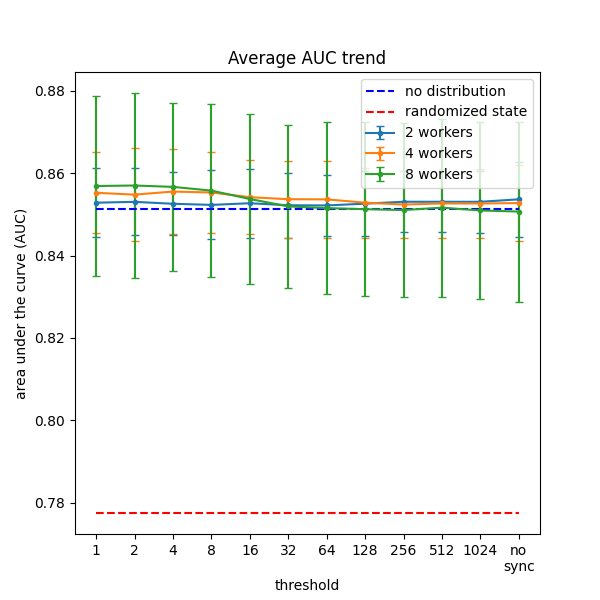 Average AUC trend
area under the curve (AUC)
0.88
0.86
0.84
0.82
0.80
0.78
no distribution
randomized state
2 workers
4 workers
8 workers
1 2 4 8 16 32 64 128 256 512 1024 no
sync
threshold